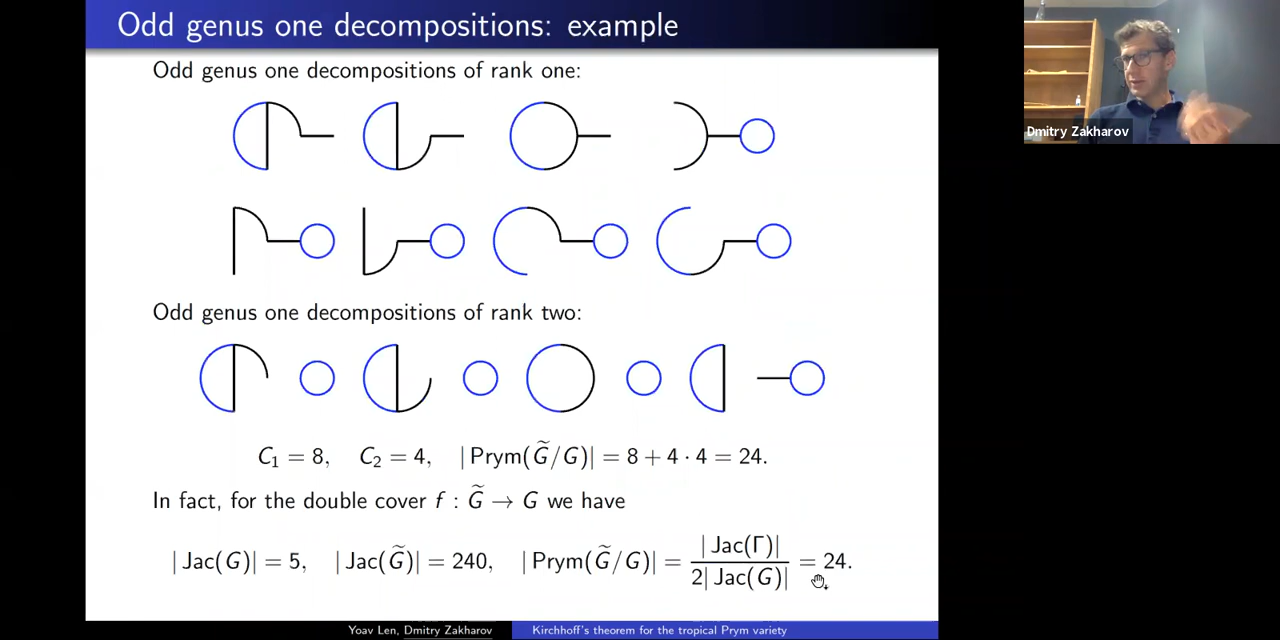 Odd genus one decompositions: example
Dmitry Zakharov
Odd genus one decompositions of rank one:
Odd genus one decompositions of rank two:
C₁ = 8, C₂ = 4, | Prym(G̃/G)| = 8 + 4 · 4 = 24.
In fact, for the double cover f : G̃ → G we have
| Jac(G)| = 5, | Jac(G̃)| = 240, | Prym(G̃/G)| = | Jac(Γ)| / 2| Jac(G)| = 24.
Yoav Len, Dmitry Zakharov
Kirchhoff's theorem for the tropical Prym variety